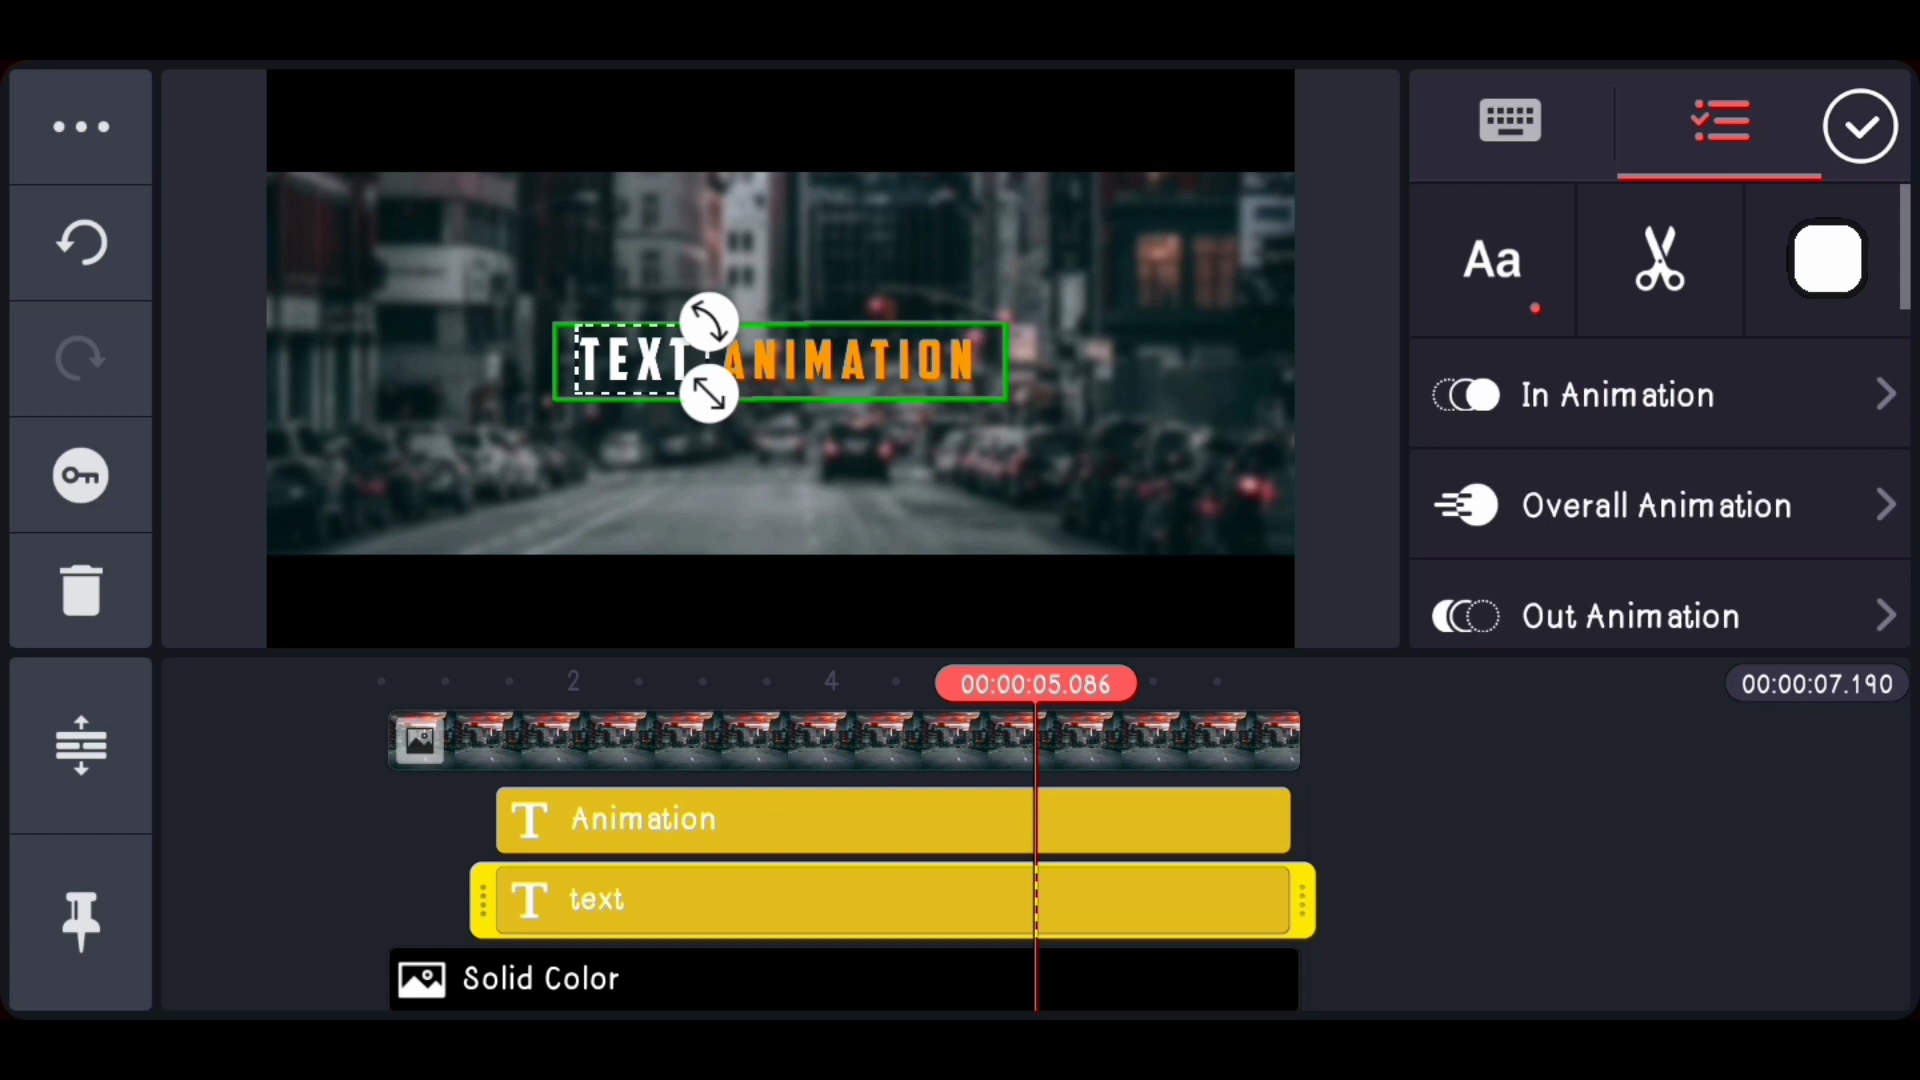 TEXT ANIMATION
Aa
In Animation
Overall Animation
Out Animation
2
4
00:00:05.086
00:00:07.190
T Animation
T text
Solid Color